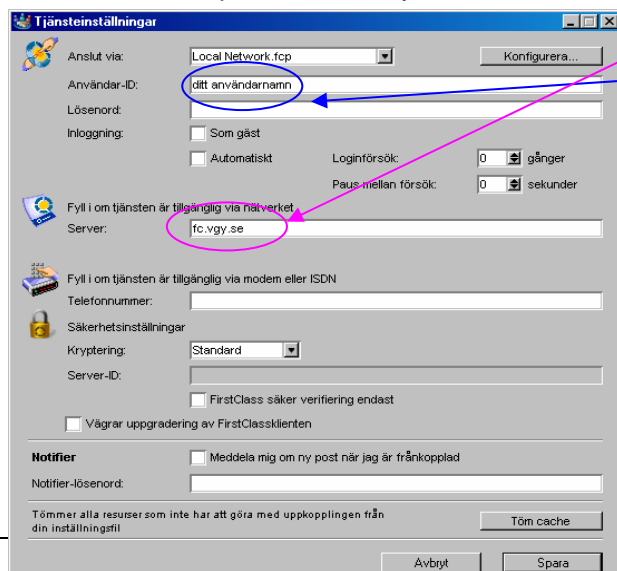 Tjänsteinställningar
Anslut via: Local Network.fcp Konfigurera...
Användar-ID: ditt användarnamn
Lösenord:
Inloggning: Som gäst
Automatiskt Loginförsök: 0 gånger
Paus mellan försök: 0 sekunder
Fyll i om tjänsten är tillgänglig via nätverket
Server: fc.vgy.se
Fyll i om tjänsten är tillgänglig via modem eller ISDN
Telefonnummer:
Säkerhetsinställningar
Kryptering: Standard
Server-ID:
FirstClass säker verifiering endast
Vägrar uppgradering av FirstClassklienten
Notifier Meddela mig om ny post när jag är frånkopplad
Notifier-lösenord:
Tömmer alla resurser som inte har att göra med uppkopplingen från
din inställningsfil Töm cache
Avbryt Spara